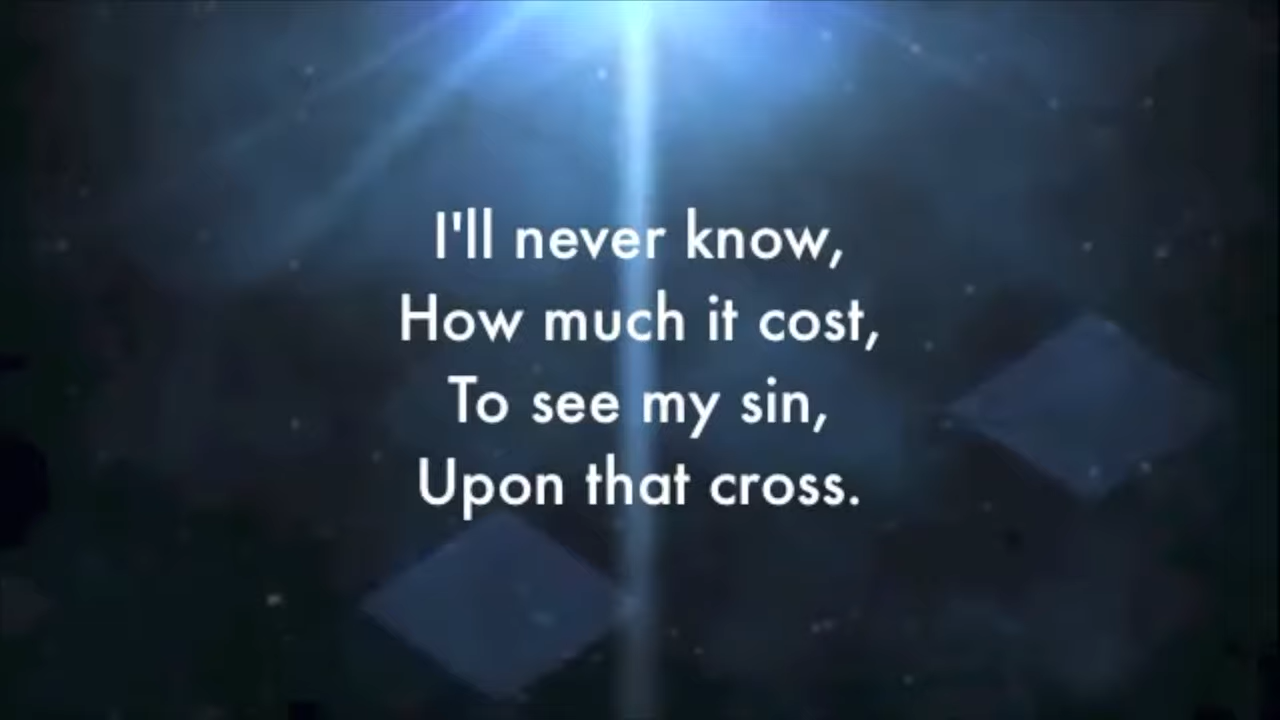 I'll never know,
How much it cost,
To see my sin,
Upon that cross.